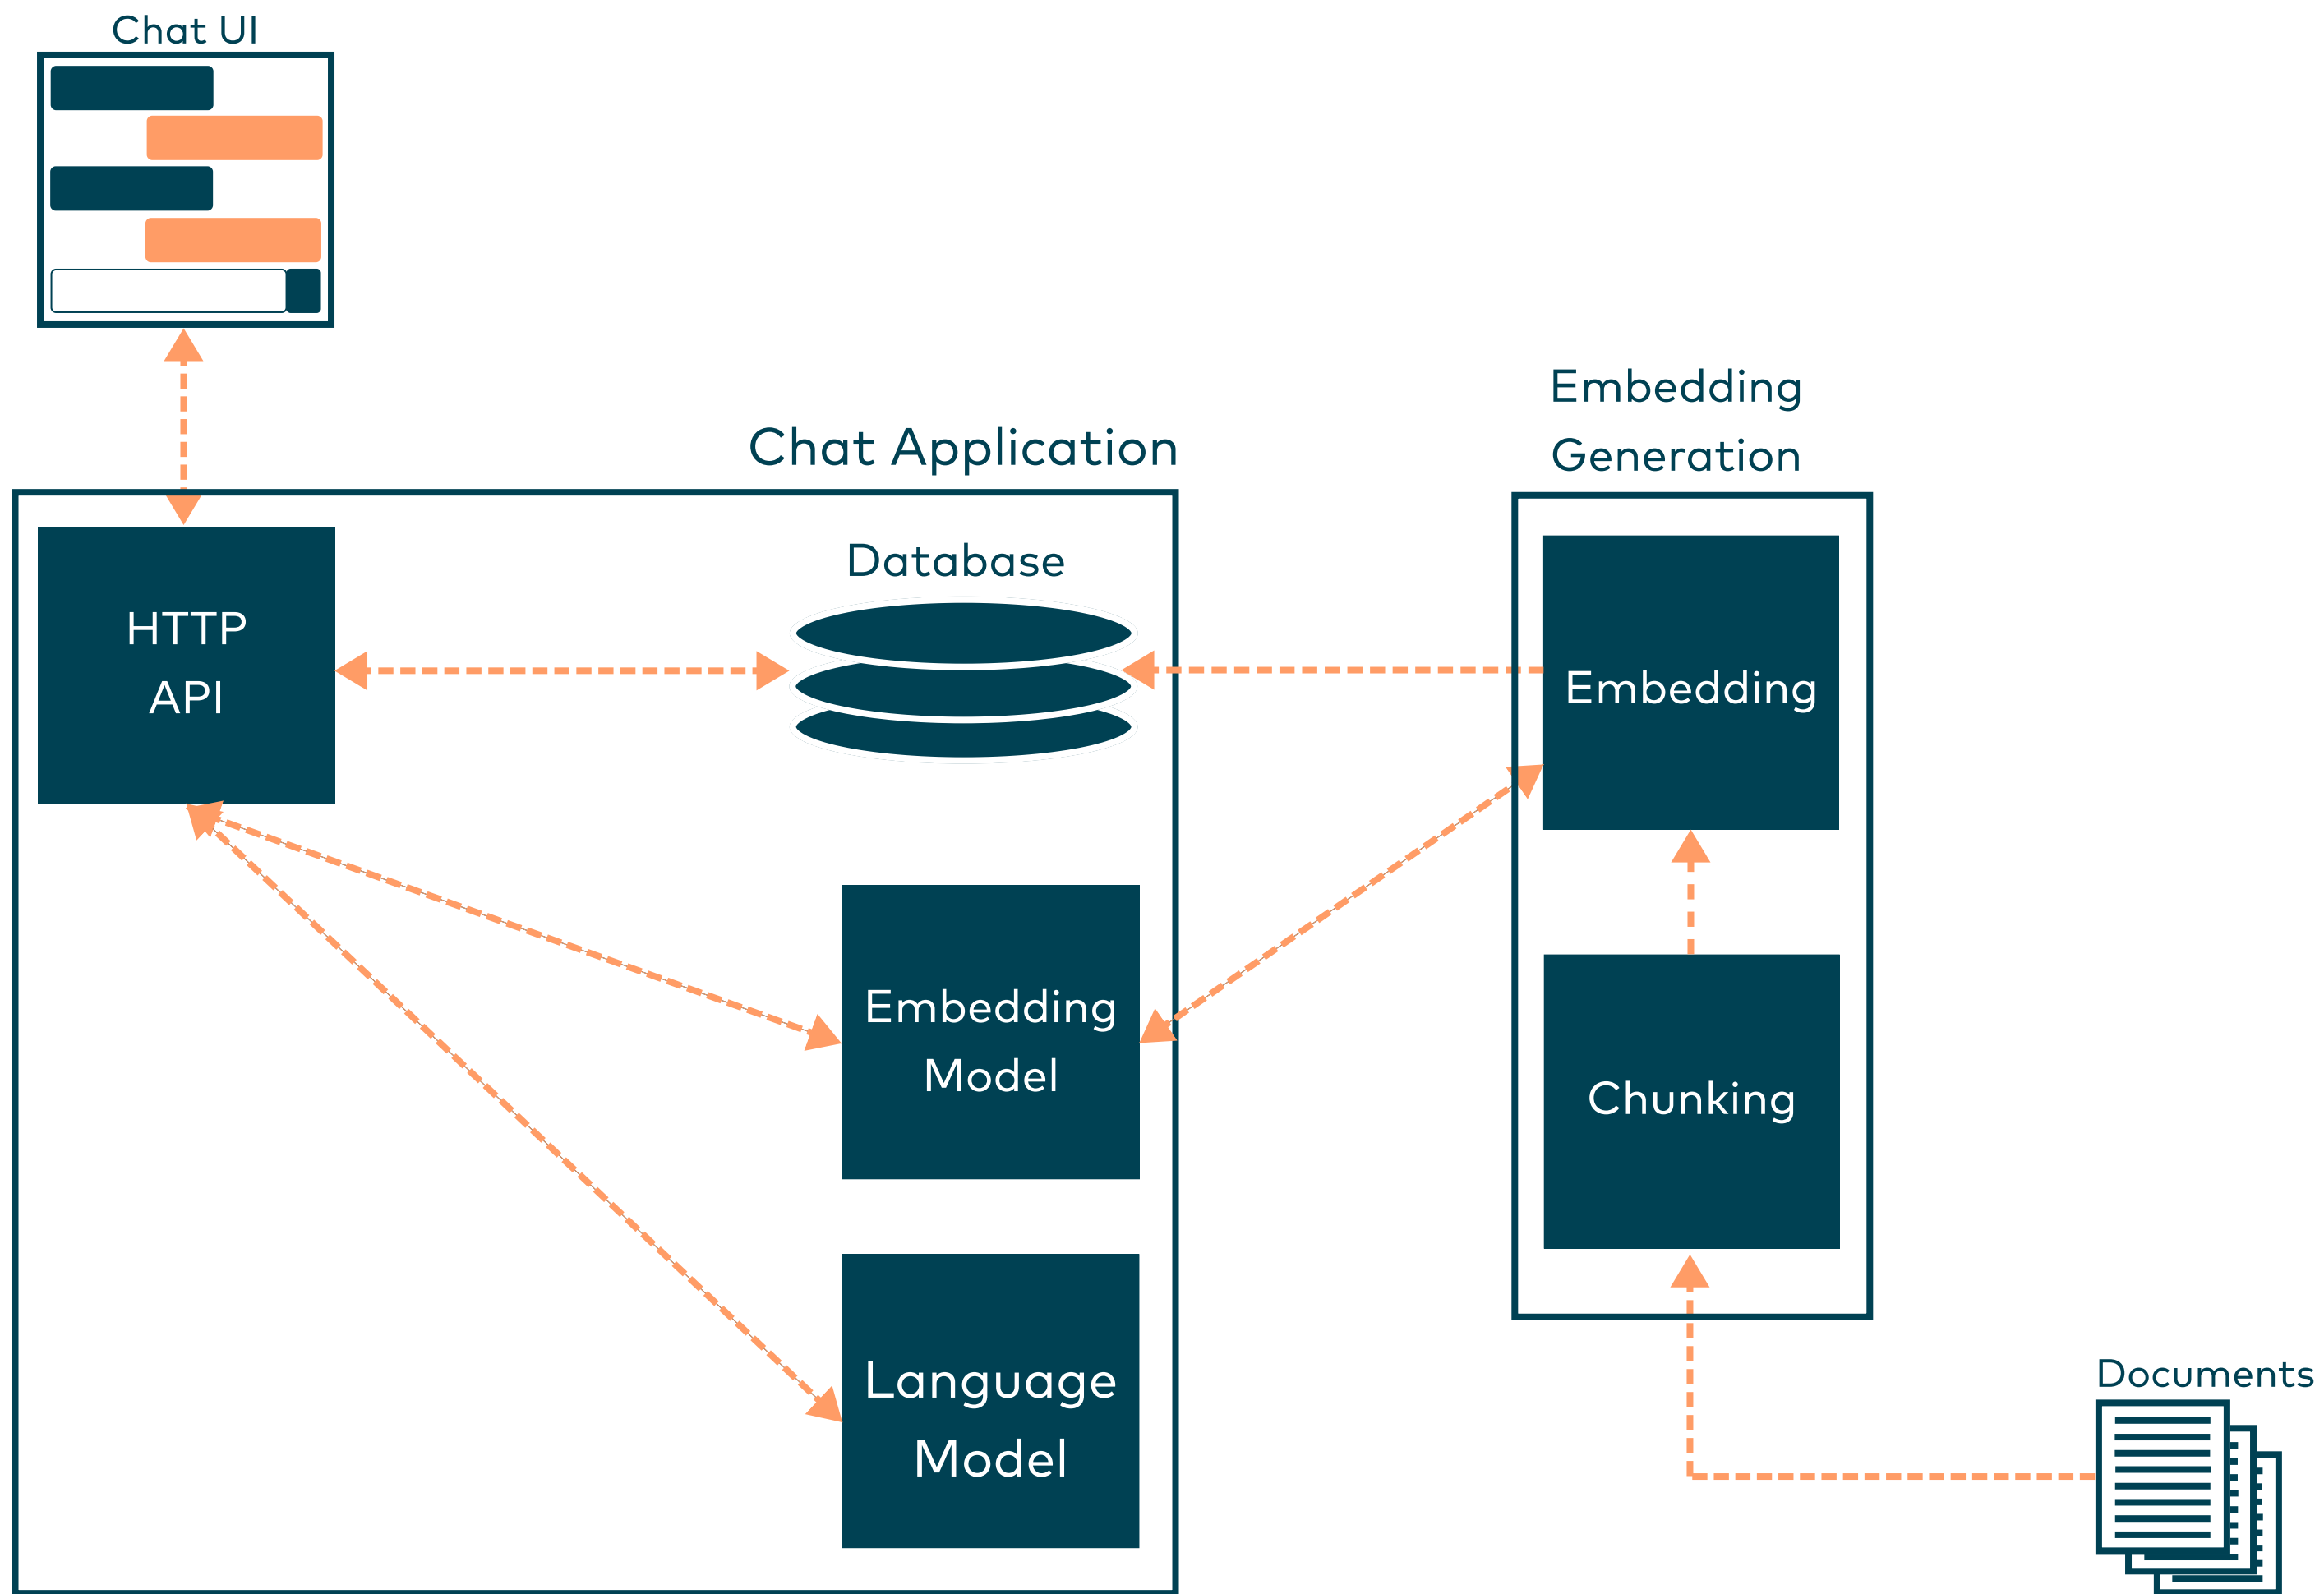 Chat UI
Chat Application
HTTP
API
Database
Embedding
Model
Language
Model
Embedding
Generation
Embedding
Chunking
Documents